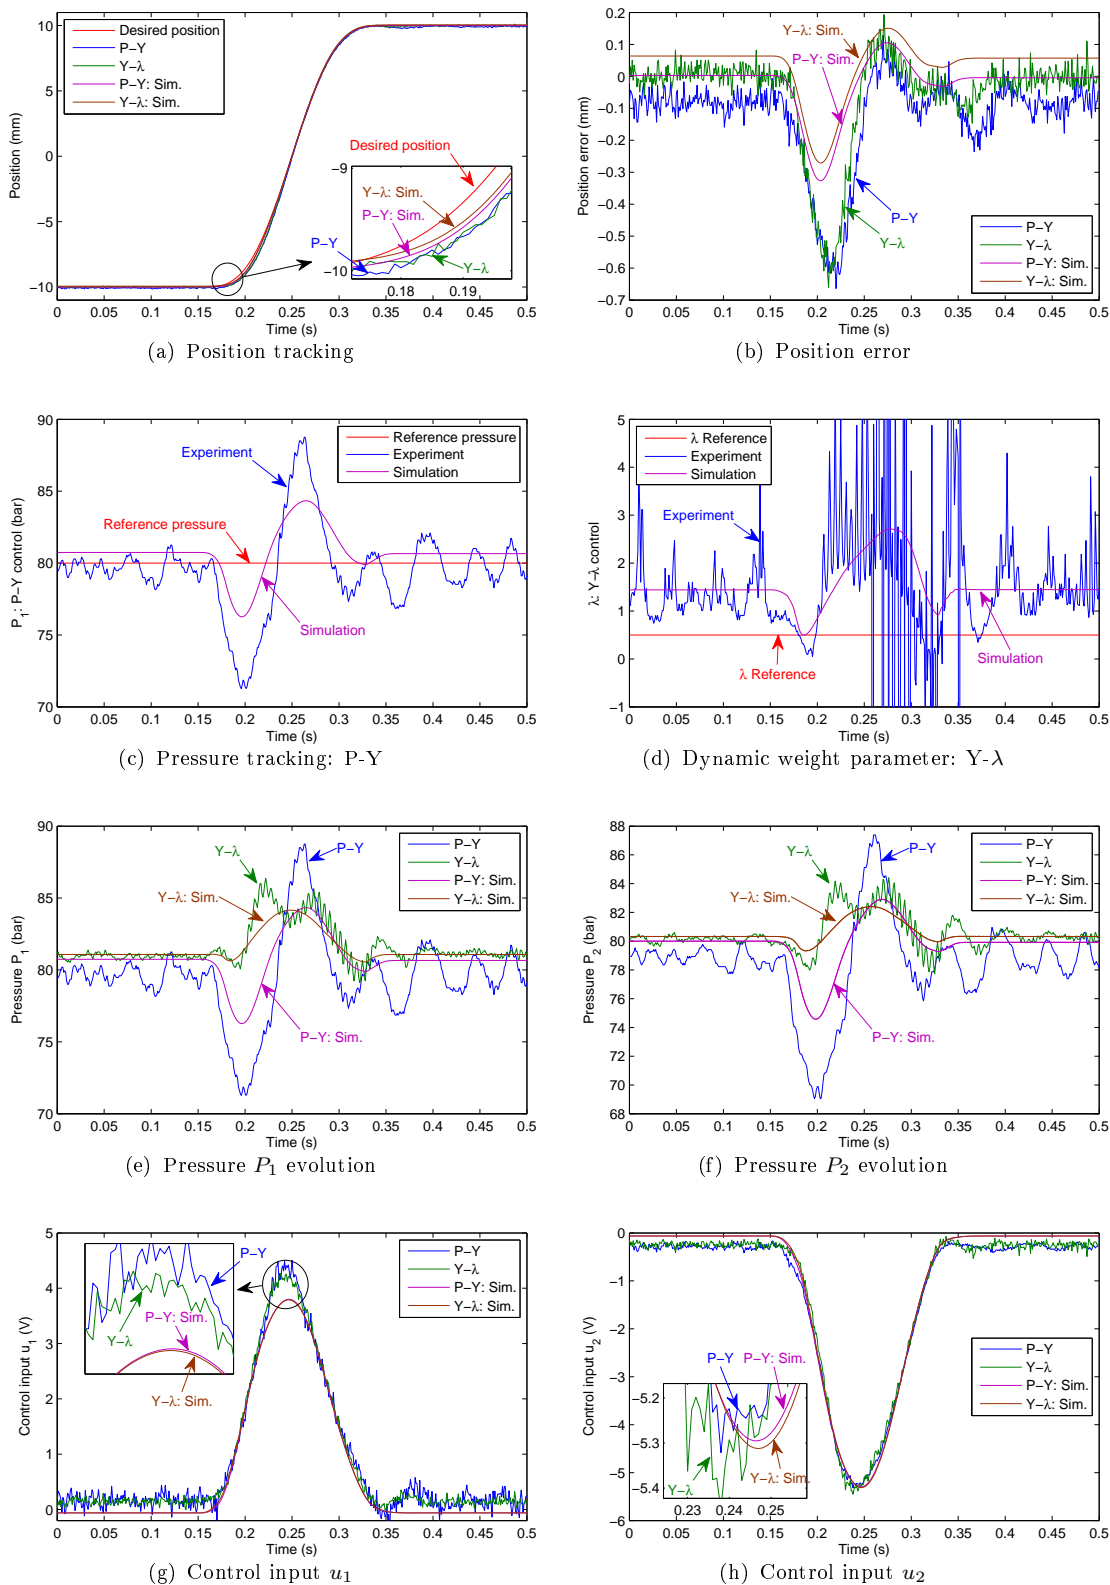 Desired position
P−Y
Y−λ
P−Y: Sim.
Y−λ: Sim.
10
5
0
−5
−10
Position (mm)
Desired position
Y−λ: Sim.
P−Y: Sim.
P−Y
Y−λ
−9
−10
0.18
0.19
0 0.05 0.1 0.15 0.2 0.25 0.3 0.35 0.4 0.45 0.5
Time (s)
(a) Position tracking
0.2
0.1
0
−0.1
−0.2
−0.3
−0.4
−0.5
−0.6
−0.7
Position error (mm)
Y−λ: Sim.
P−Y: Sim.
P−Y
Y−λ
P−Y
Y−λ
P−Y: Sim.
Y−λ: Sim.
0 0.05 0.1 0.15 0.2 0.25 0.3 0.35 0.4 0.45 0.5
Time (s)
(b) Position error
90
85
80
75
70
P1: P−Y control (bar)
Reference pressure
Experiment
Simulation
Experiment
Reference pressure
Simulation
0 0.05 0.1 0.15 0.2 0.25 0.3 0.35 0.4 0.45 0.5
Time (s)
(c) Pressure tracking: P-Y
5
4
3
2
1
0
−1
λ: Y−λ control
λ Reference
Experiment
Simulation
Experiment
λ Reference
Simulation
0 0.05 0.1 0.15 0.2 0.25 0.3 0.35 0.4 0.45 0.5
Time (s)
(d) Dynamic weight parameter: Y-λ
90
85
80
75
70
Pressure P1 (bar)
Y−λ
P−Y
Y−λ: Sim.
P−Y: Sim.
P−Y
Y−λ
P−Y: Sim.
Y−λ: Sim.
0 0.05 0.1 0.15 0.2 0.25 0.3 0.35 0.4 0.45 0.5
Time (s)
(e) Pressure P1 evolution
88
86
84
82
80
78
76
74
72
70
68
Pressure P2 (bar)
Y−λ
P−Y
Y−λ: Sim.
P−Y: Sim.
P−Y
Y−λ
P−Y: Sim.
Y−λ: Sim.
0 0.05 0.1 0.15 0.2 0.25 0.3 0.35 0.4 0.45 0.5
Time (s)
(f) Pressure P2 evolution
5
4
3
2
1
0
Control input u1 (V)
P−Y
Y−λ
P−Y: Sim.
Y−λ: Sim.
P−Y
Y−λ
P−Y: Sim.
Y−λ: Sim.
0 0.05 0.1 0.15 0.2 0.25 0.3 0.35 0.4 0.45 0.5
Time (s)
(g) Control input u1
0
−1
−2
−3
−4
−5
−6
Control input u2 (V)
P−Y
P−Y: Sim.
Y−λ
Y−λ: Sim.
−5.2
−5.3
−5.4
0.23
0.24
0.25
P−Y
Y−λ
P−Y: Sim.
Y−λ: Sim.
0 0.05 0.1 0.15 0.2 0.25 0.3 0.35 0.4 0.45 0.5
Time (s)
(h) Control input u2